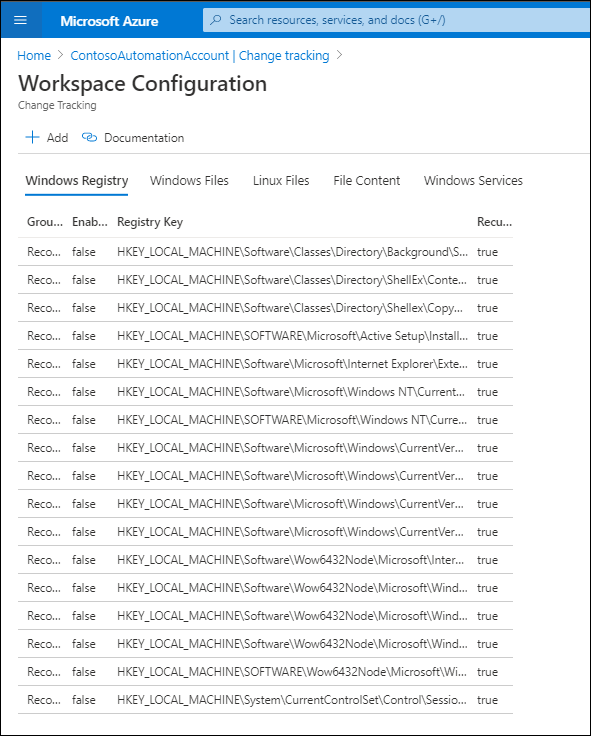 Microsoft Azure
Search resources, services, and docs (G+/)
Home > ContosoAutomationAccount | Change tracking >
Workspace Configuration
Change Tracking
+ Add Documentation
Windows Registry Windows Files Linux Files File Content Windows Services
Grou... Enab... Registry Key Recu...
Reco... false HKEY_LOCAL_MACHINE\Software\Classes\Directory\Background\S... true
Reco... false HKEY_LOCAL_MACHINE\Software\Classes\Directory\ShellEx\Conte... true
Reco... false HKEY_LOCAL_MACHINE\Software\Classes\Directory\Shellex\Copy... true
Reco... false HKEY_LOCAL_MACHINE\SOFTWARE\Microsoft\Active Setup\Install... true
Reco... false HKEY_LOCAL_MACHINE\Software\Microsoft\Internet Explorer\Exte... true
Reco... false HKEY_LOCAL_MACHINE\Software\Microsoft\Windows NT\Current... true
Reco... false HKEY_LOCAL_MACHINE\SOFTWARE\Microsoft\Windows NT\Curre... true
Reco... false HKEY_LOCAL_MACHINE\Software\Microsoft\Windows\CurrentVer... true
Reco... false HKEY_LOCAL_MACHINE\Software\Microsoft\Windows\CurrentVer... true
Reco... false HKEY_LOCAL_MACHINE\Software\Microsoft\Windows\CurrentVer... true
Reco... false HKEY_LOCAL_MACHINE\Software\Microsoft\Windows\CurrentVer... true
Reco... false HKEY_LOCAL_MACHINE\Software\Wow6432Node\Microsoft\Inter... true
Reco... false HKEY_LOCAL_MACHINE\Software\Wow6432Node\Microsoft\Wind... true
Reco... false HKEY_LOCAL_MACHINE\Software\Wow6432Node\Microsoft\Wind... true
Reco... false HKEY_LOCAL_MACHINE\Software\Wow6432Node\Microsoft\Wind... true
Reco... false HKEY_LOCAL_MACHINE\SOFTWARE\Wow6432Node\Microsoft\Wi... true
Reco... false HKEY_LOCAL_MACHINE\System\CurrentControlSet\Control\Sessio... true